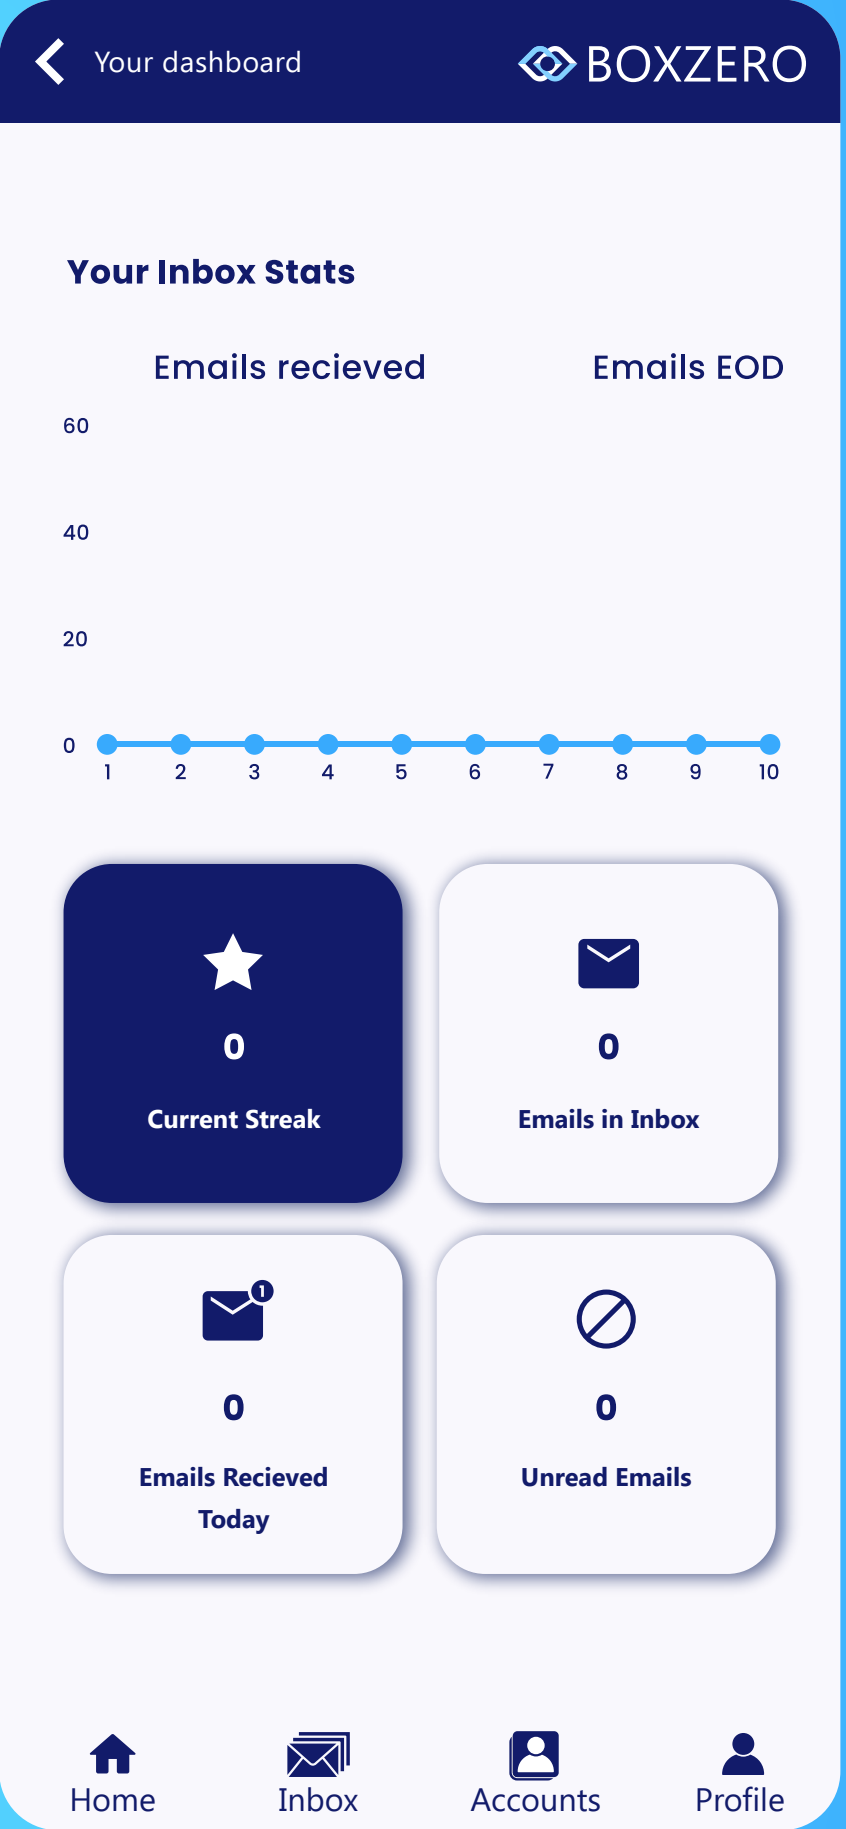 Your dashboard
BOXZERO
Your Inbox Stats
Emails recieved
Emails EOD
60
40
20
0
1 2 3 4 5 6 7 8 9 10
0
Current Streak
0
Emails in Inbox
1
0
Emails Recieved
Today
0
Unread Emails
Home
Inbox
Accounts
Profile